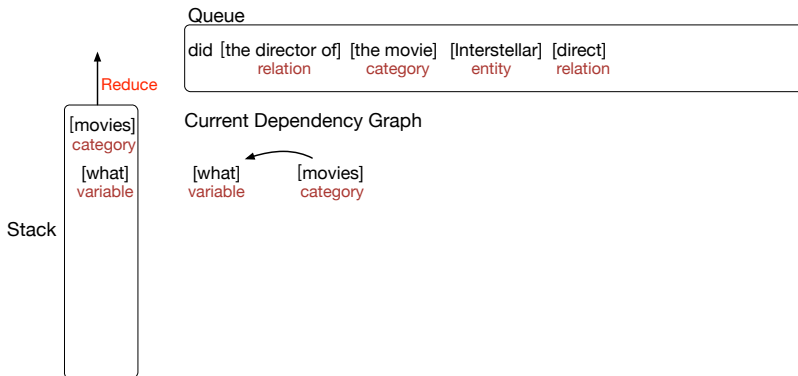 Queue
did [the director of] [the movie] [Interstellar] [direct]
relation category entity relation
Reduce
[movies]
category
[what]
variable
Stack
Current Dependency Graph
[what] [movies]
variable category